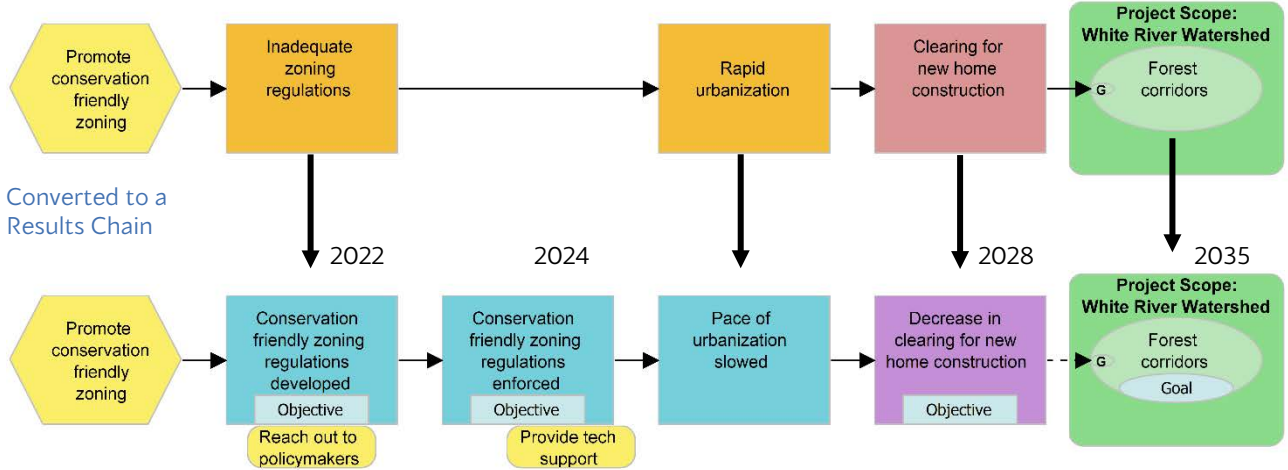 Promote
conservation
friendly
zoning
Inadequate
zoning
regulations
Rapid
urbanization
Clearing for
new home
construction
Project Scope:
White River Watershed
Forest
corridors
G
Converted to a
Results Chain
2022
2024
2028
2035
Promote
conservation
friendly
zoning
Conservation
friendly zoning
regulations
developed
Objective
Reach out to
policymakers
Conservation
friendly zoning
regulations
enforced
Objective
Provide tech
support
Pace of
urbanization
slowed
Decrease in
clearing for new
home construction
Objective
Project Scope:
White River Watershed
Forest
corridors
G
Goal